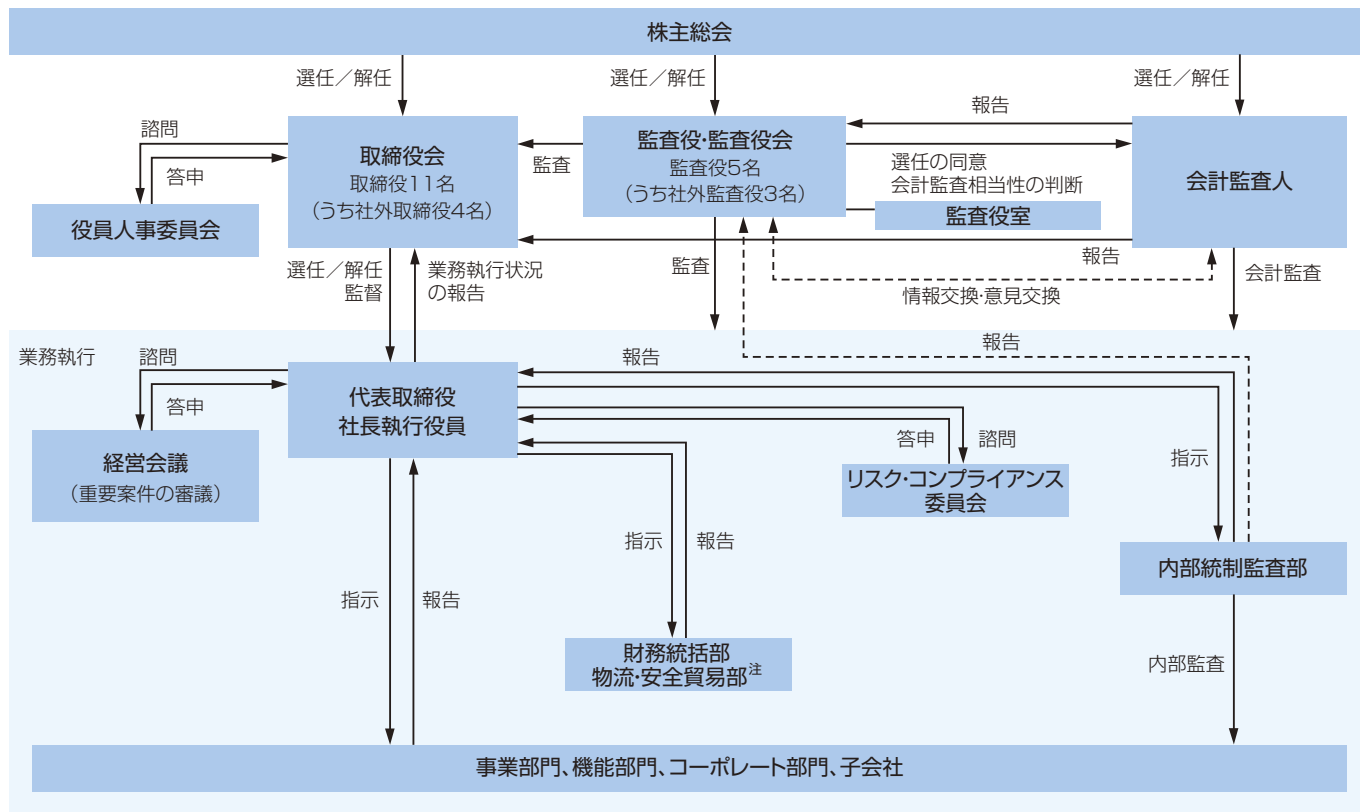 株主総会
選任／解任
選任／解任
選任／解任
諮問
答申
役員人事委員会
取締役会
取締役11名
（うち社外取締役4名）
監査
監査役・監査役会
監査役5名
（うち社外監査役3名）
報告
選任の同意
会計監査相当性の判断
監査役室
会計監査人
報告
選任／解任
監督
業務執行状況
の報告
監査
情報交換・意見交換
会計監査
業務執行
諮問
答申
経営会議
（重要案件の審議）
代表取締役
社長執行役員
報告
報告
答申
諮問
リスク・コンプライアンス
委員会
指示
内部統制監査部
指示
報告
指示
報告
財務統括部
物流・安全貿易部注
内部監査
事業部門、機能部門、コーポレート部門、子会社